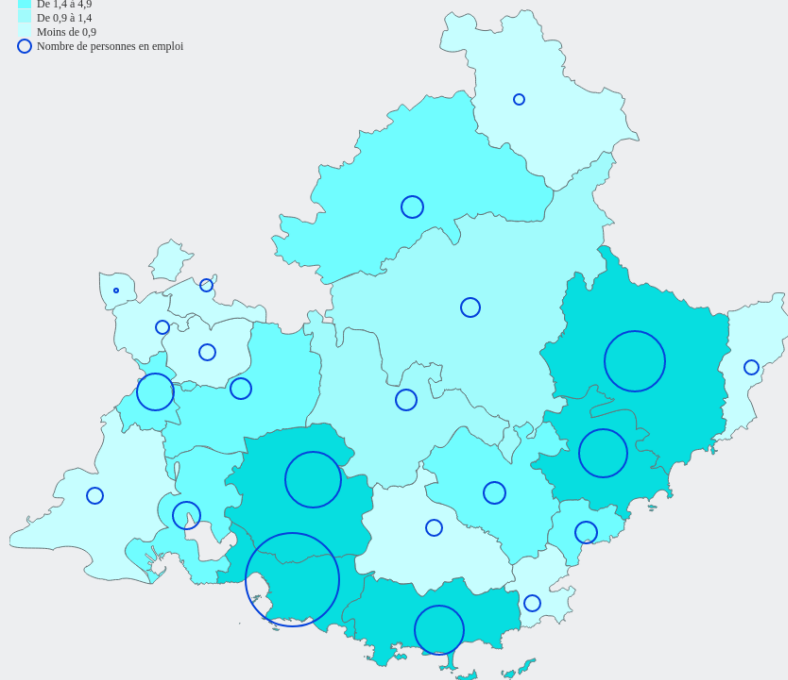 De 1,4 à 4,9
De 0,9 à 1,4
Moins de 0,9
Nombre de personnes en emploi